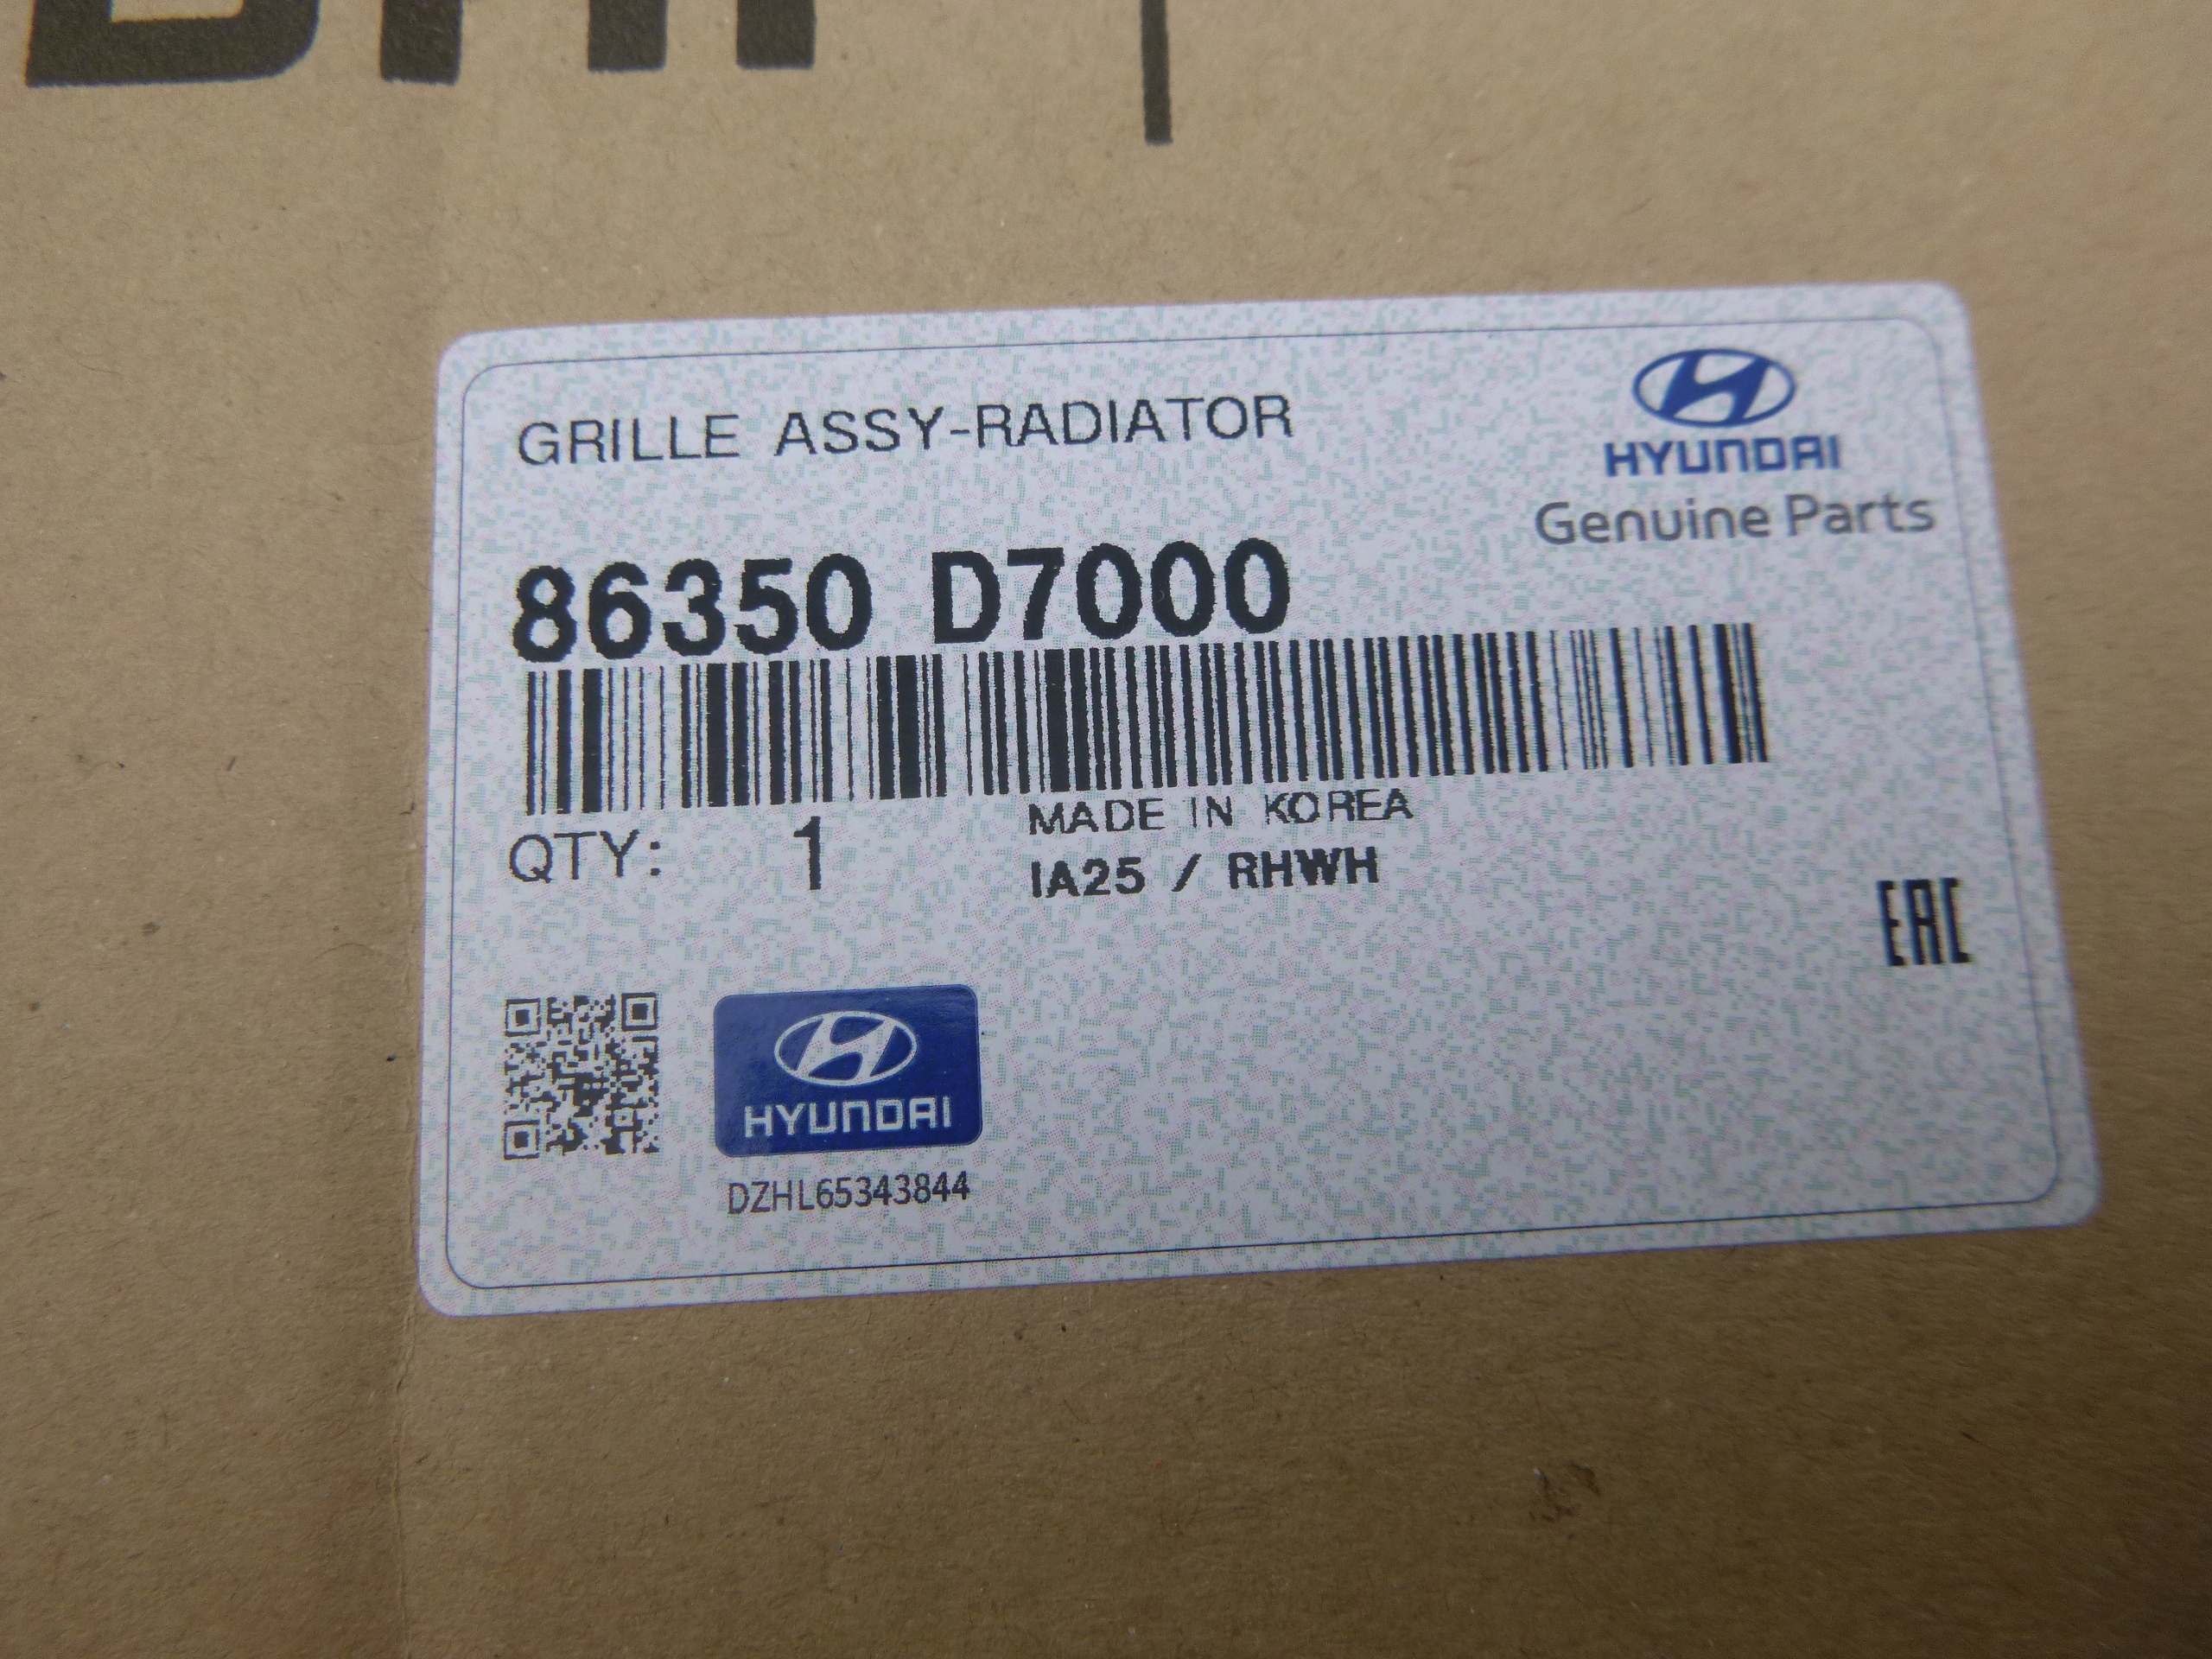 GRILLE ASSY-RADIATOR
HYUNDAI
Genuine Parts
86350 D7000
QTY: 1
MADE IN KOREA
IA25 / RHWH
EAC
HYUNDAI
DZHL65343844